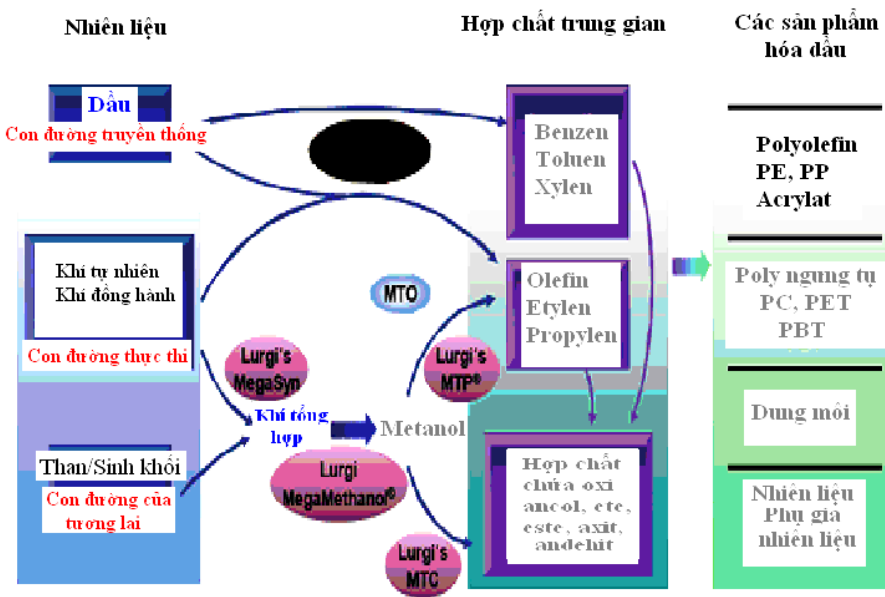 Nhiên liệu
Hợp chất trung gian
Các sản phẩm
hóa dầu
Dầu
Con đường truyền thống
Khí tự nhiên
Khí đồng hành
Con đường thực thi
Than/Sinh khối
Con đường của
tương lai
Lurgi's
MegaSyn
Khí tổng
hợp
Metanol
Lurgi
MegaMethanol®
MTO
Lurgi's
MTP®
Lurgi's
MTC
Benzen
Toluen
Xylen
Olefin
Etylen
Propylen
Hợp chất
chứa oxi
ancol, ete,
este, axit,
andehit
Polyolefin
PE, PP
Acrylat
Poly ngưng tụ
PC, PET
PBT
Dung môi
Nhiên liệu
Phụ gia
nhiên liệu